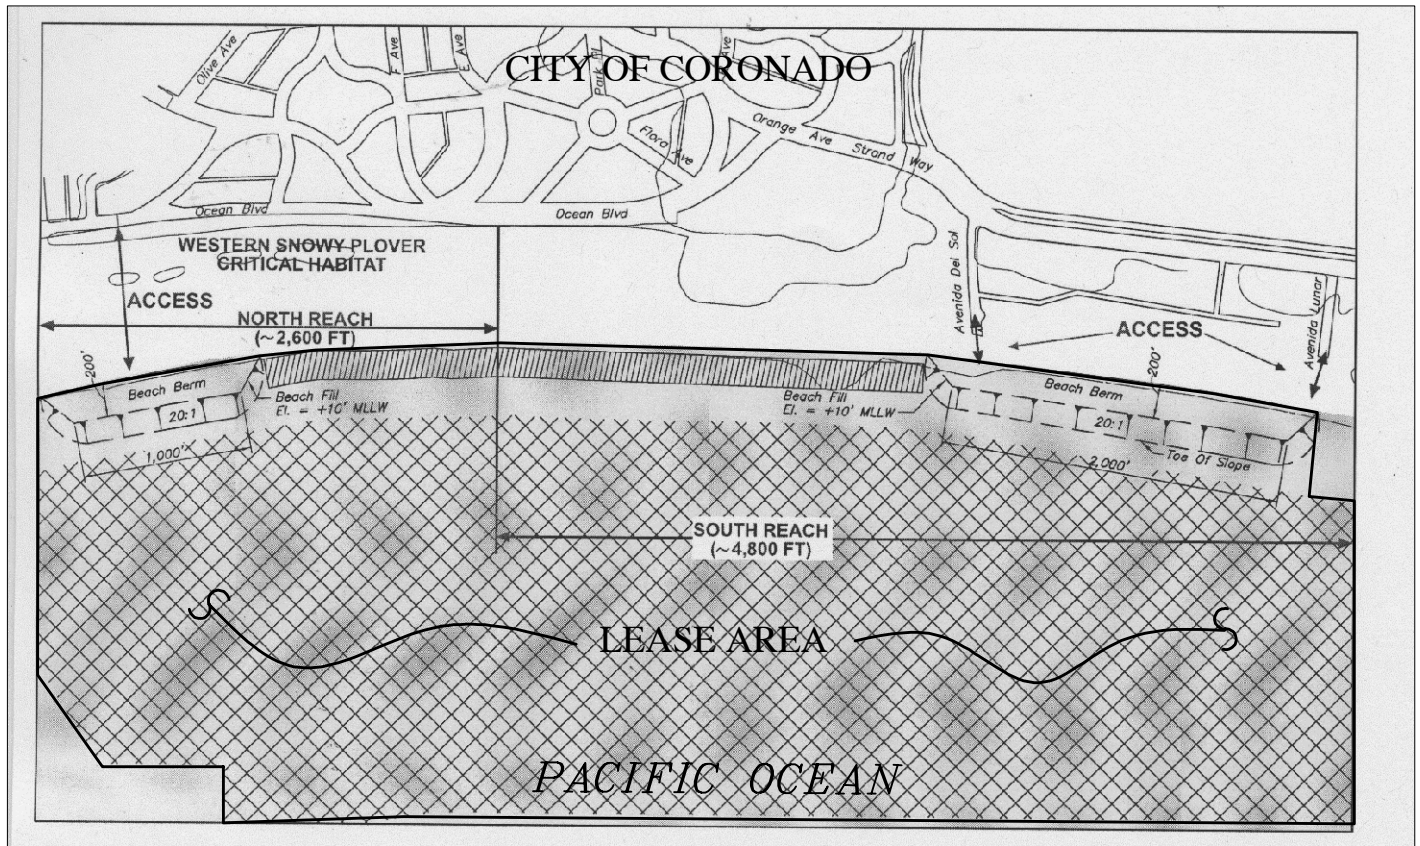 CITY OF CORONADO
Olive Ave
F Ave
E Ave
Park Pl
Ave
Flora Ave
Orange Ave Strand Way
Ocean Blvd
Ocean Blvd
WESTERN SNOWY PLOVER
CRITICAL HABITAT
ACCESS
NORTH REACH
(~2,600 FT)
Avenida Del Sol
ACCESS
Avenida Lunar
200'
Beach Berm
20:1
1,000'
Beach Fill
El. = +10' MLLW
Beach Fill
El. = +10' MLLW
200'
Beach Berm
20:1
Toe Of Slope
2,000'
SOUTH REACH
(~4,800 FT)
LEASE AREA
PACIFIC OCEAN